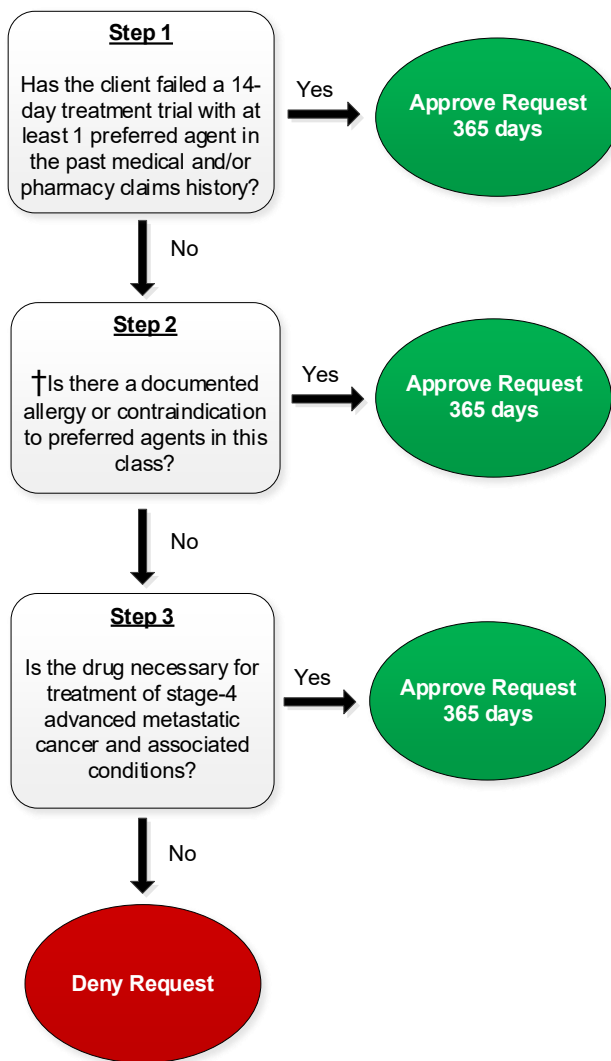 Step 1
Has the client failed a 14-
day treatment trial with at
least 1 preferred agent in
the past medical and/or
pharmacy claims history?
Yes
Approve Request
365 days
No
Step 2
†Is there a documented
allergy or contraindication
to preferred agents in this
class?
Yes
Approve Request
365 days
No
Step 3
Is the drug necessary for
treatment of stage-4
advanced metastatic
cancer and associated
conditions?
Yes
Approve Request
365 days
No
Deny Request